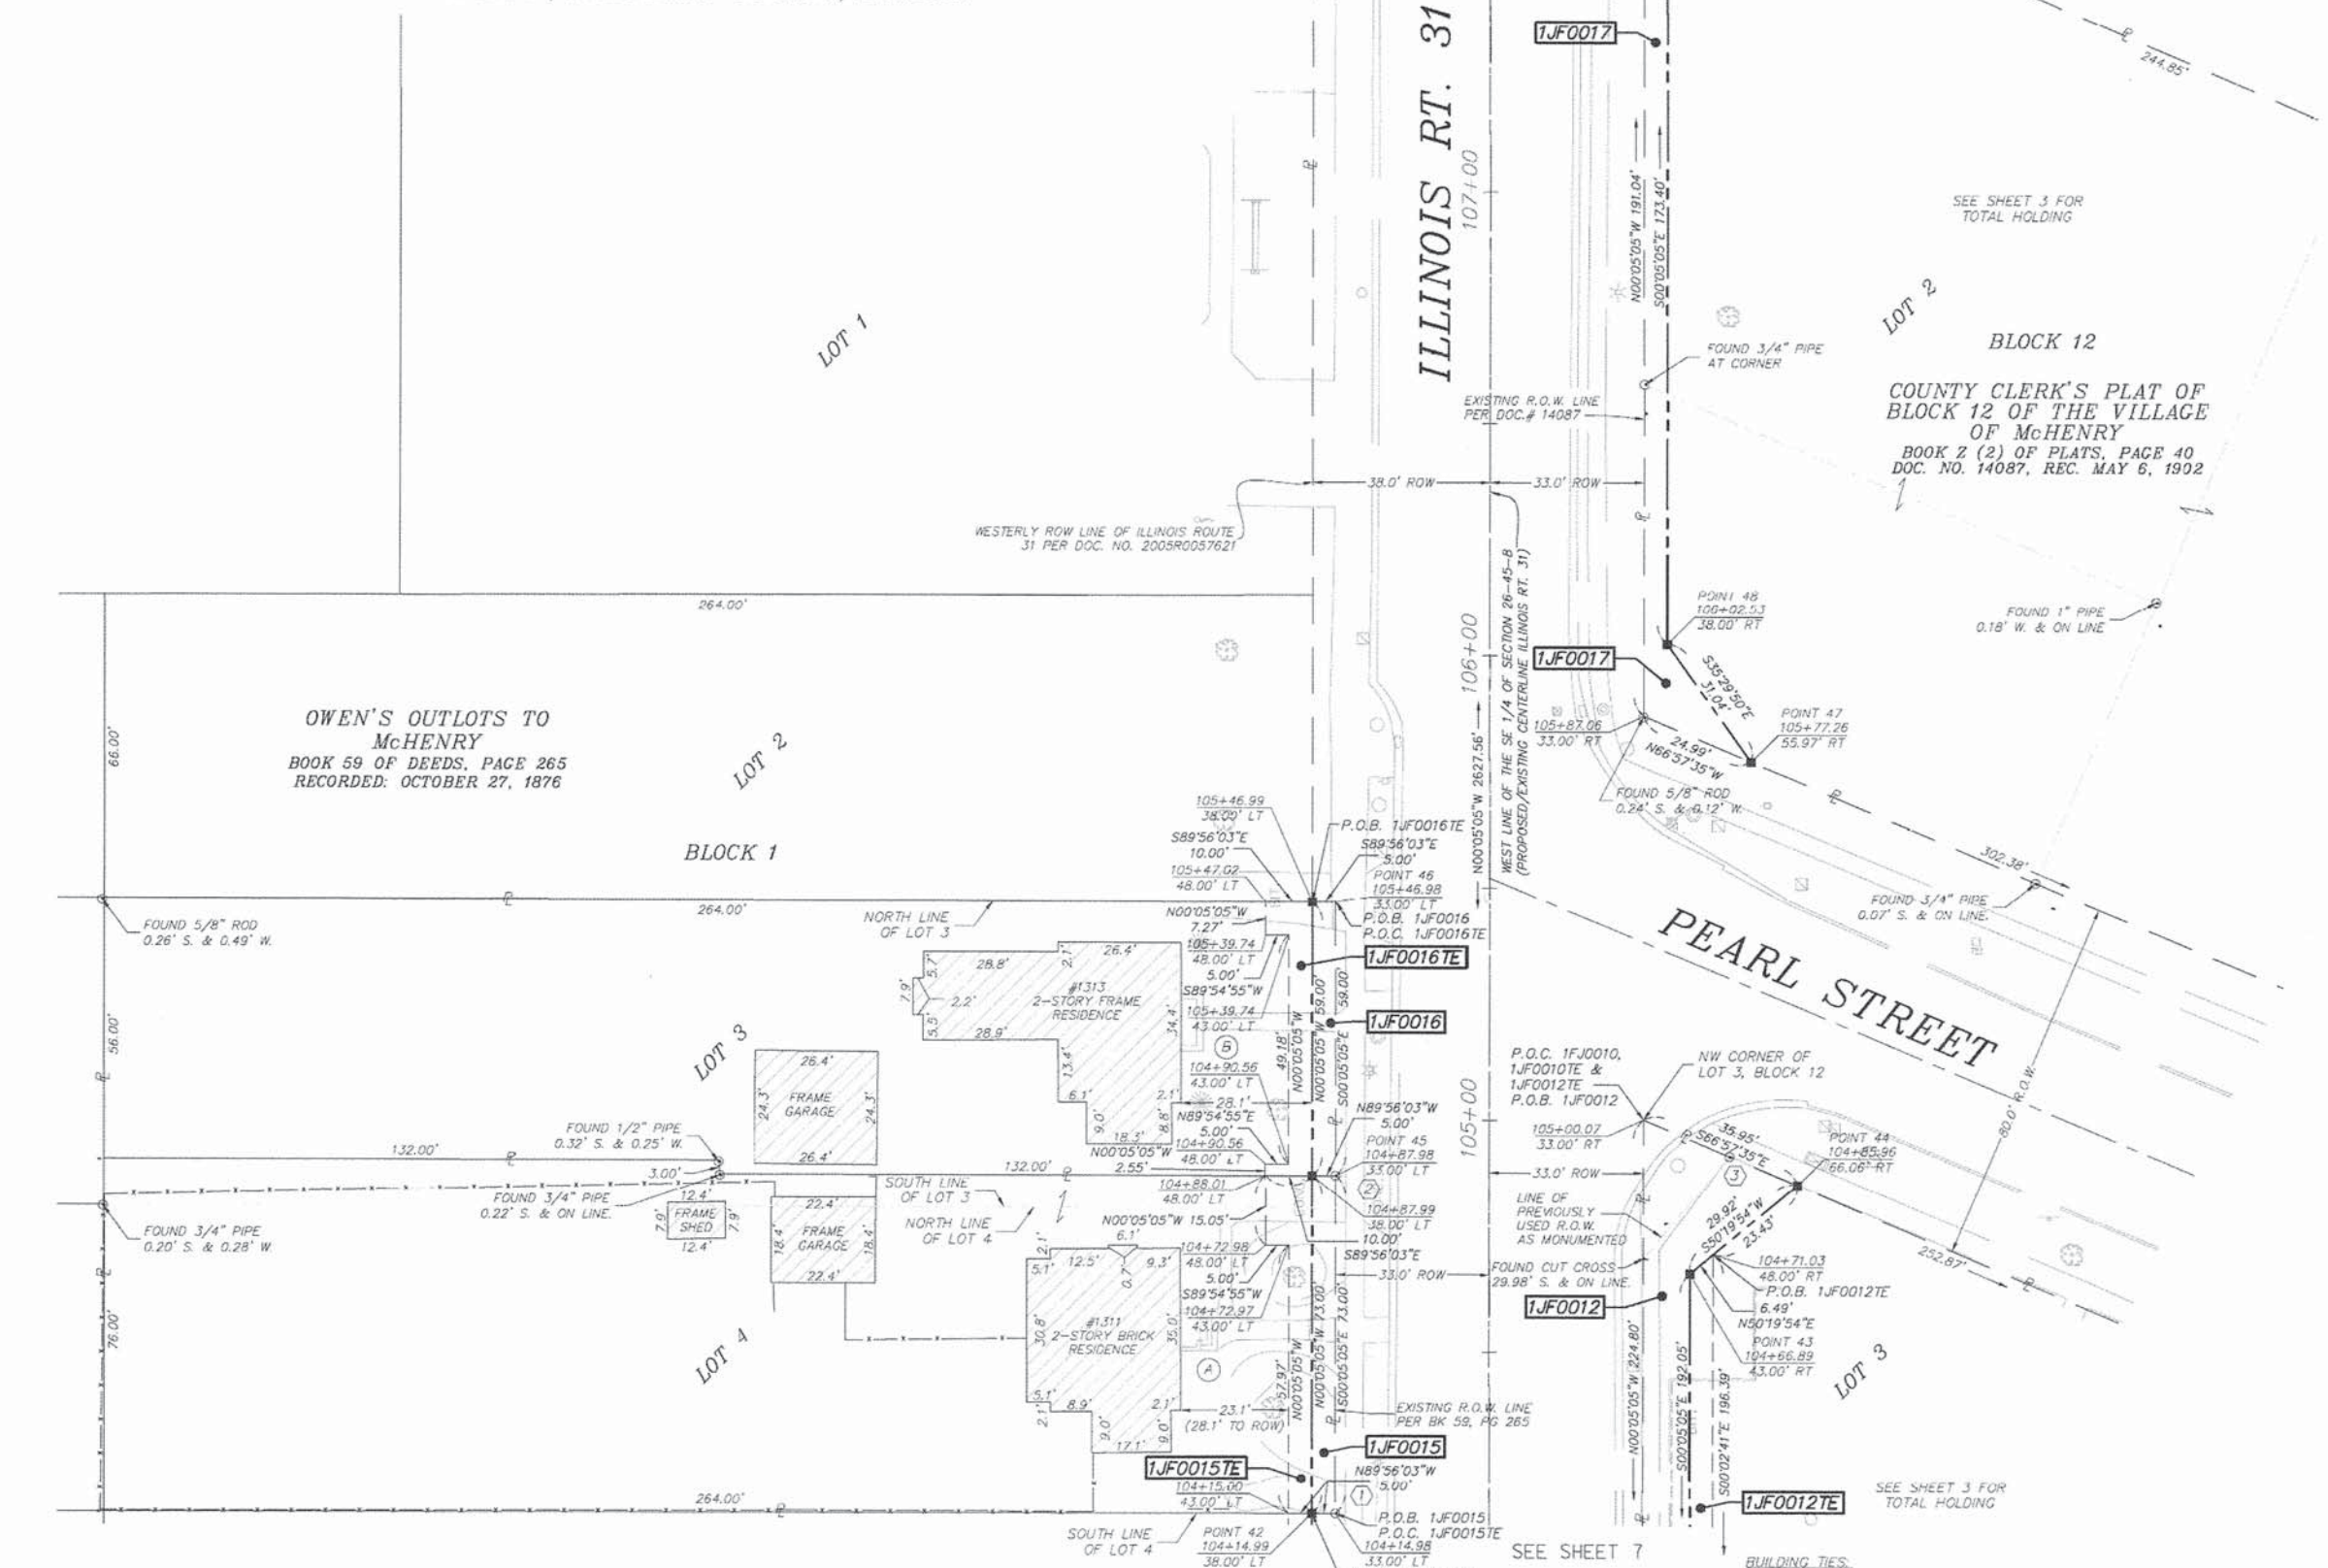 ILLINOIS RT. 31
1JF0017
244.85'
107+00
N00°05'05"W 191.04'
S00°05'05"E 173.40'
SEE SHEET 3 FOR
TOTAL HOLDING
LOT 1
LOT 2
BLOCK 12
COUNTY CLERK'S PLAT OF
BLOCK 12 OF THE VILLAGE
OF McHENRY
BOOK Z (2) OF PLATS, PAGE 40
DOC. NO. 14087, REC. MAY 6, 1902
FOUND 3/4" PIPE
AT CORNER
EXISTING R.O.W. LINE
PER DOC.# 14087
38.0' ROW
33.0' ROW
WESTERLY ROW LINE OF ILLINOIS ROUTE
31 PER DOC. NO. 2005R0057621
264.00'
WEST LINE OF THE SE 1/4 OF SECTION 26-45-8
(PROPOSED/EXISTING CENTERLINE ILLINOIS RT. 31)
N00°05'05"W 2627.56'
106+00
POINT 48
106+02.53
38.00' RT
FOUND 1" PIPE
0.18' W. & ON LINE
1JF0017
S35°29'50"E
31.04'
POINT 47
105+77.26
55.97' RT
105+87.06
33.00' RT
24.99'
N66°57'35"W
FOUND 5/8" ROD
0.24' S. & 0.12' W.
302.38'
FOUND 3/4" PIPE
0.07' S. & ON LINE.
OWEN'S OUTLOTS TO
McHENRY
BOOK 59 OF DEEDS, PAGE 265
RECORDED: OCTOBER 27, 1876
66.00'
LOT 2
BLOCK 1
105+46.99
38.00' LT
S89°56'03"E
10.00'
105+47.02
48.00' LT
P.O.B. 1JF0016TE
S89°56'03"E
5.00'
POINT 46
105+46.98
33.00' LT
P.O.B. 1JF0016
P.O.C. 1JF0016TE
FOUND 5/8" ROD
0.26' S. & 0.49' W.
264.00'
NORTH LINE
OF LOT 3
N00°05'05"W
7.27'
105+39.74
48.00' LT
5.00'
S89°54'55"W
105+39.74
43.00' LT
1JF0016TE
1JF0016
PEARL STREET
80.0' R.O.W.
28.8'
2.1'
26.4'
5.7'
7.9'
2.2'
5.5'
28.9'
#1313
2-STORY FRAME
RESIDENCE
34.4'
13.4'
6.1'
9.0'
18.3'
8.8'
2.1'
28.1'
B
49.18'
N00°05'05"W
N00°05'05"W 59.00'
S00°05'05"E 59.00'
56.00'
LOT 3
26.4'
24.3'
FRAME
GARAGE
24.3'
26.4'
104+90.56
43.00' LT
N89°54'55"E
5.00'
104+90.56
48.00' LT
N00°05'05"W
2.55'
104+88.01
48.00' LT
N89°56'03"W
5.00'
POINT 45
104+87.98
33.00' LT
2
105+00
P.O.C. 1FJ0010,
1JF0010TE &
1JF0012TE
P.O.B. 1JF0012
NW CORNER OF
LOT 3, BLOCK 12
105+00.07
33.00' RT
35.95'
S66°57'35"E
POINT 44
104+85.96
66.06' RT
3
33.0' ROW
132.00'
FOUND 1/2" PIPE
0.32' S. & 0.25' W.
3.00'
132.00'
SOUTH LINE
OF LOT 3
NORTH LINE
OF LOT 4
FOUND 3/4" PIPE
0.22' S. & ON LINE.
FOUND 3/4" PIPE
0.20' S. & 0.28' W
12.4'
7.9'
FRAME
SHED
7.9'
12.4'
22.4'
18.4'
FRAME
GARAGE
18.4'
22.4'
N00°05'05"W 15.05'
104+72.98
48.00' LT
5.00'
S89°54'55"W
104+72.97
43.00' LT
104+87.99
38.00' LT
10.00'
S89°56'03"E
33.0' ROW
LINE OF
PREVIOUSLY
USED R.O.W.
AS MONUMENTED
FOUND CUT CROSS
29.98' S. & ON LINE.
29.92'
S50°19'54"W
23.43'
104+71.03
48.00' RT
P.O.B. 1JF0012TE
6.49'
N50°19'54"E
POINT 43
104+66.89
43.00' RT
252.87'
1JF0012
LOT 3
76.00'
LOT 4
2.1'
5.1'
12.5'
6.1'
0.7'
9.3'
30.8'
#1311
2-STORY BRICK
RESIDENCE
35.0'
5.1'
2.1'
8.9'
9.0'
17.1'
9.0'
2.1'
A
23.1'
(28.1' TO ROW)
57.97'
N00°05'05"W
N00°05'05"W 73.00'
S00°05'05"E 73.00'
EXISTING R.O.W. LINE
PER BK 59, PG 265
N00°05'05"W 224.80'
S00°05'05"E 192.05'
S00°02'41"E 196.39'
1JF0015
1JF0015TE
104+15.00
43.00' LT
N89°56'03"W
5.00'
1
264.00'
SOUTH LINE
OF LOT 4
POINT 42
104+14.99
38.00' LT
P.O.B. 1JF0015
P.O.C. 1JF0015TE
104+14.98
33.00' LT
SEE SHEET 7
1JF0012TE
SEE SHEET 3 FOR
TOTAL HOLDING
BUILDING TIES: